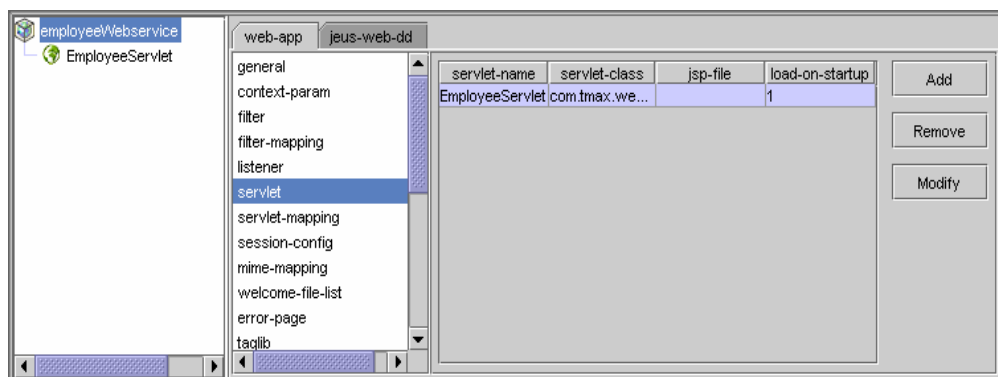 employeeWebservice
EmployeeServlet
web-app jeus-web-dd
general
context-param
filter
filter-mapping
listener
servlet
servlet-mapping
session-config
mime-mapping
welcome-file-list
error-page
taglib
servlet-name servlet-class jsp-file load-on-startup
EmployeeServlet com.tmax.we... 1
Add
Remove
Modify